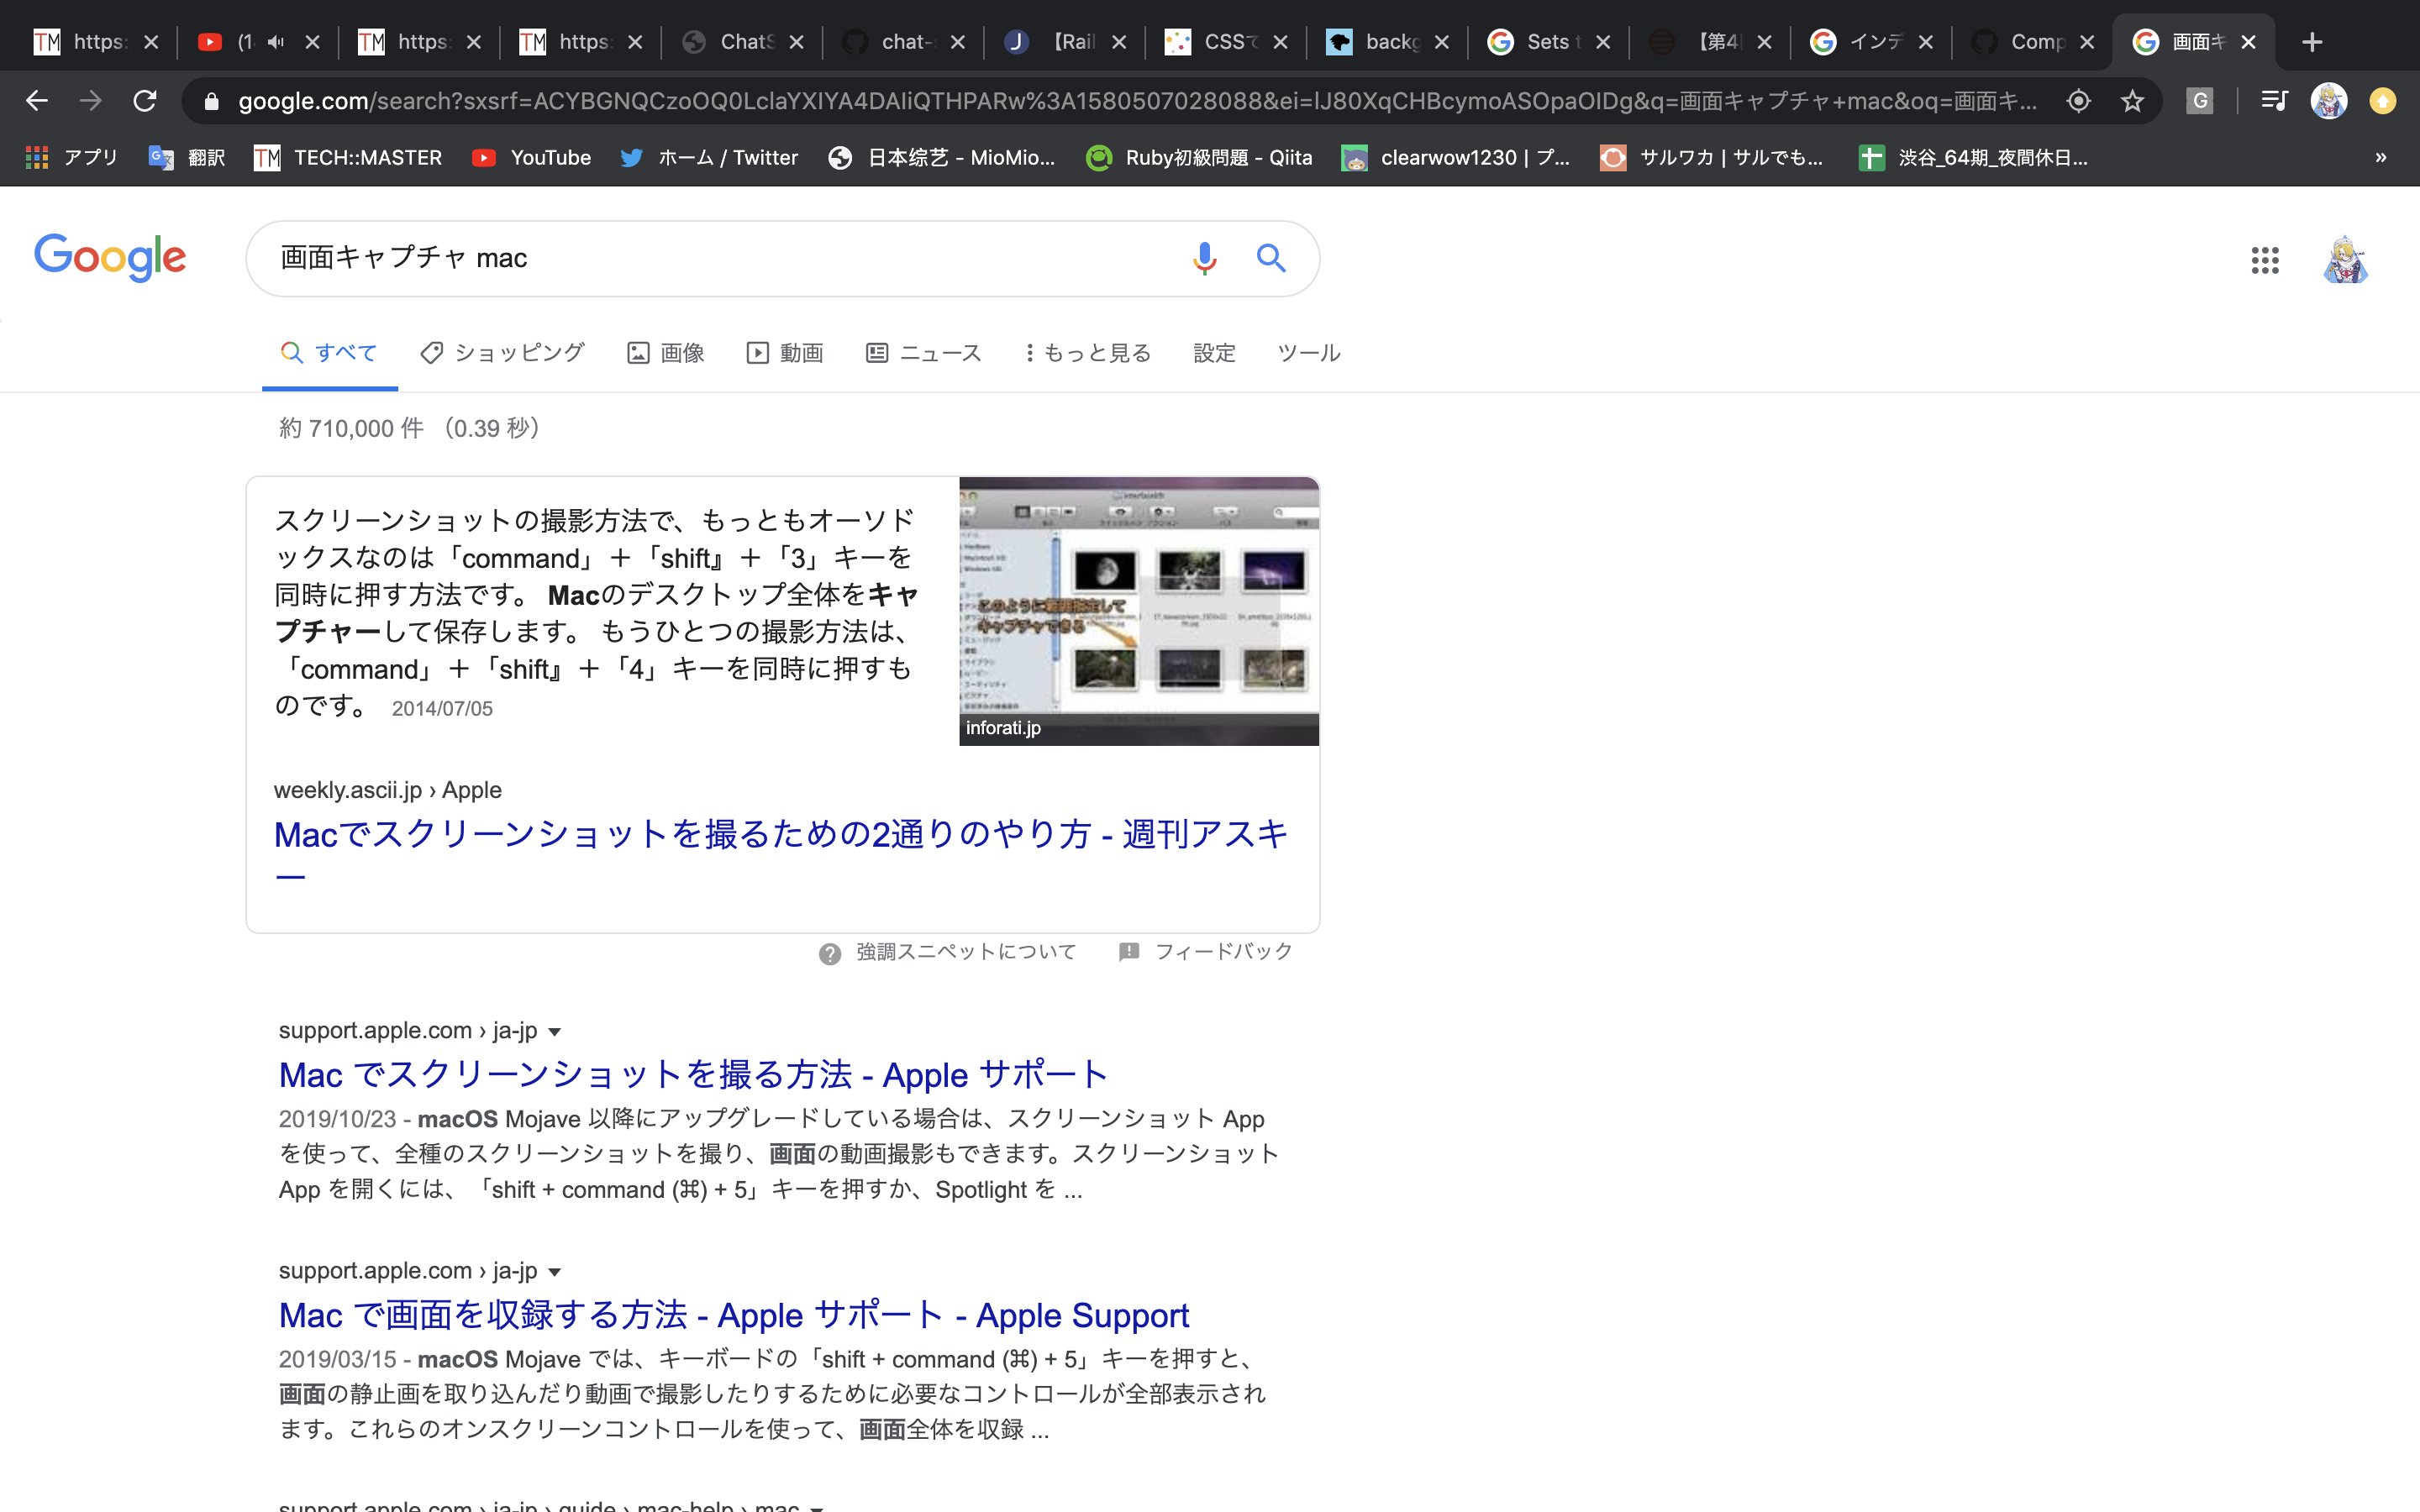 https:
(1
https:
https:
ChatS
chat-
【Rail
CSSで
backg
Sets t
【第4
インデ
Comp
画面キ
google.com/search?sxsrf=ACYBGNQCzoOQ0LclaYXIYA4DAIiQTHPARw%3A1580507028088&ei=lJ80XqCHBcymoASOpaOIDg&q=画面キャプチャ+mac&oq=画面キ...
アプリ
翻訳
TECH::MASTER
YouTube
ホーム / Twitter
日本综艺 - MioMio...
Ruby初級問題 - Qiita
clearwow1230 | プ...
サルワカ | サルでも...
渋谷_64期_夜間休日...
»
Google
画面キャプチャ mac
すべて
ショッピング
画像
動画
ニュース
もっと見る
設定
ツール
約 710,000 件 （0.39 秒）
スクリーンショットの撮影方法で、もっともオーソド
ックスなのは「command」＋「shift』＋「3」キーを
同時に押す方法です。 Macのデスクトップ全体をキャ
プチャーして保存します。 もうひとつの撮影方法は、
「command」＋「shift』＋「4」キーを同時に押すも
のです。 2014/07/05
このように範囲指定して
キャプチャできる
inforati.jp
weekly.ascii.jp › Apple
Macでスクリーンショットを撮るための2通りのやり方 - 週刊アスキ
ー
強調スニペットについて
フィードバック
support.apple.com › ja-jp
Mac でスクリーンショットを撮る方法 - Apple サポート
2019/10/23 - macOS Mojave 以降にアップグレードしている場合は、スクリーンショット App
を使って、全種のスクリーンショットを撮り、画面の動画撮影もできます。スクリーンショット
App を開くには、「shift + command (⌘) + 5」キーを押すか、Spotlight を ...
support.apple.com › ja-jp
Mac で画面を収録する方法 - Apple サポート - Apple Support
2019/03/15 - macOS Mojave では、キーボードの「shift + command (⌘) + 5」キーを押すと、
画面の静止画を取り込んだり動画で撮影したりするために必要なコントロールが全部表示され
ます。これらのオンスクリーンコントロールを使って、画面全体を収録 ...
support.apple.com › ja-jp › guide › mac-help › mac